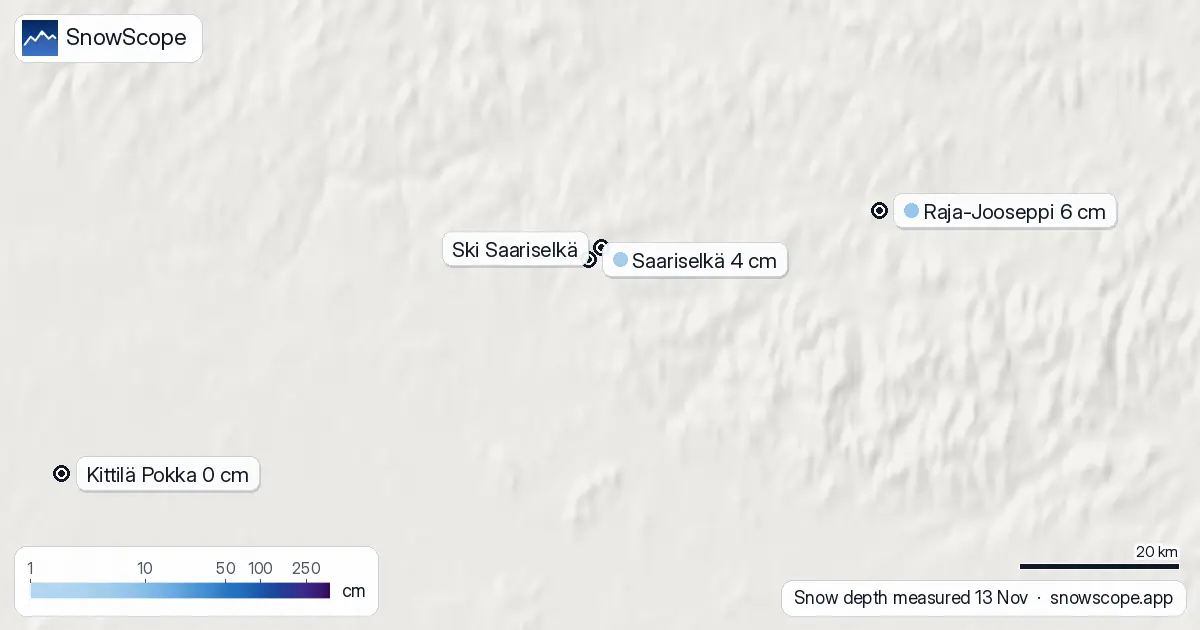 SnowScope
Raja-Jooseppi 6 cm
Ski Saariselkä
Saariselkä 4 cm
Kittilä Pokka 0 cm
1 10 50 100 250
cm
20 km
Snow depth measured 13 Nov · snowscope.app